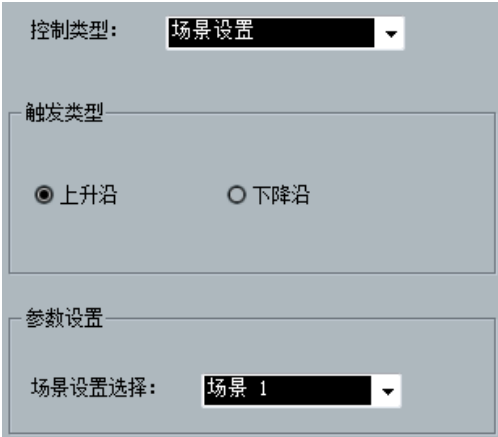 控制类型： 场景设置
触发类型
上升沿 下降沿
参数设置
场景设置选择： 场景 1